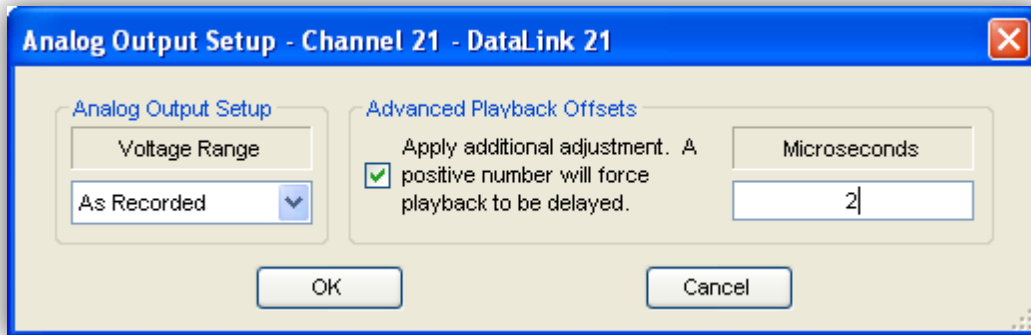 Analog Output Setup - Channel 21 - DataLink 21
Analog Output Setup
Voltage Range
As Recorded
Advanced Playback Offsets
Apply additional adjustment. A
positive number will force
playback to be delayed.
Microseconds
2
OK
Cancel